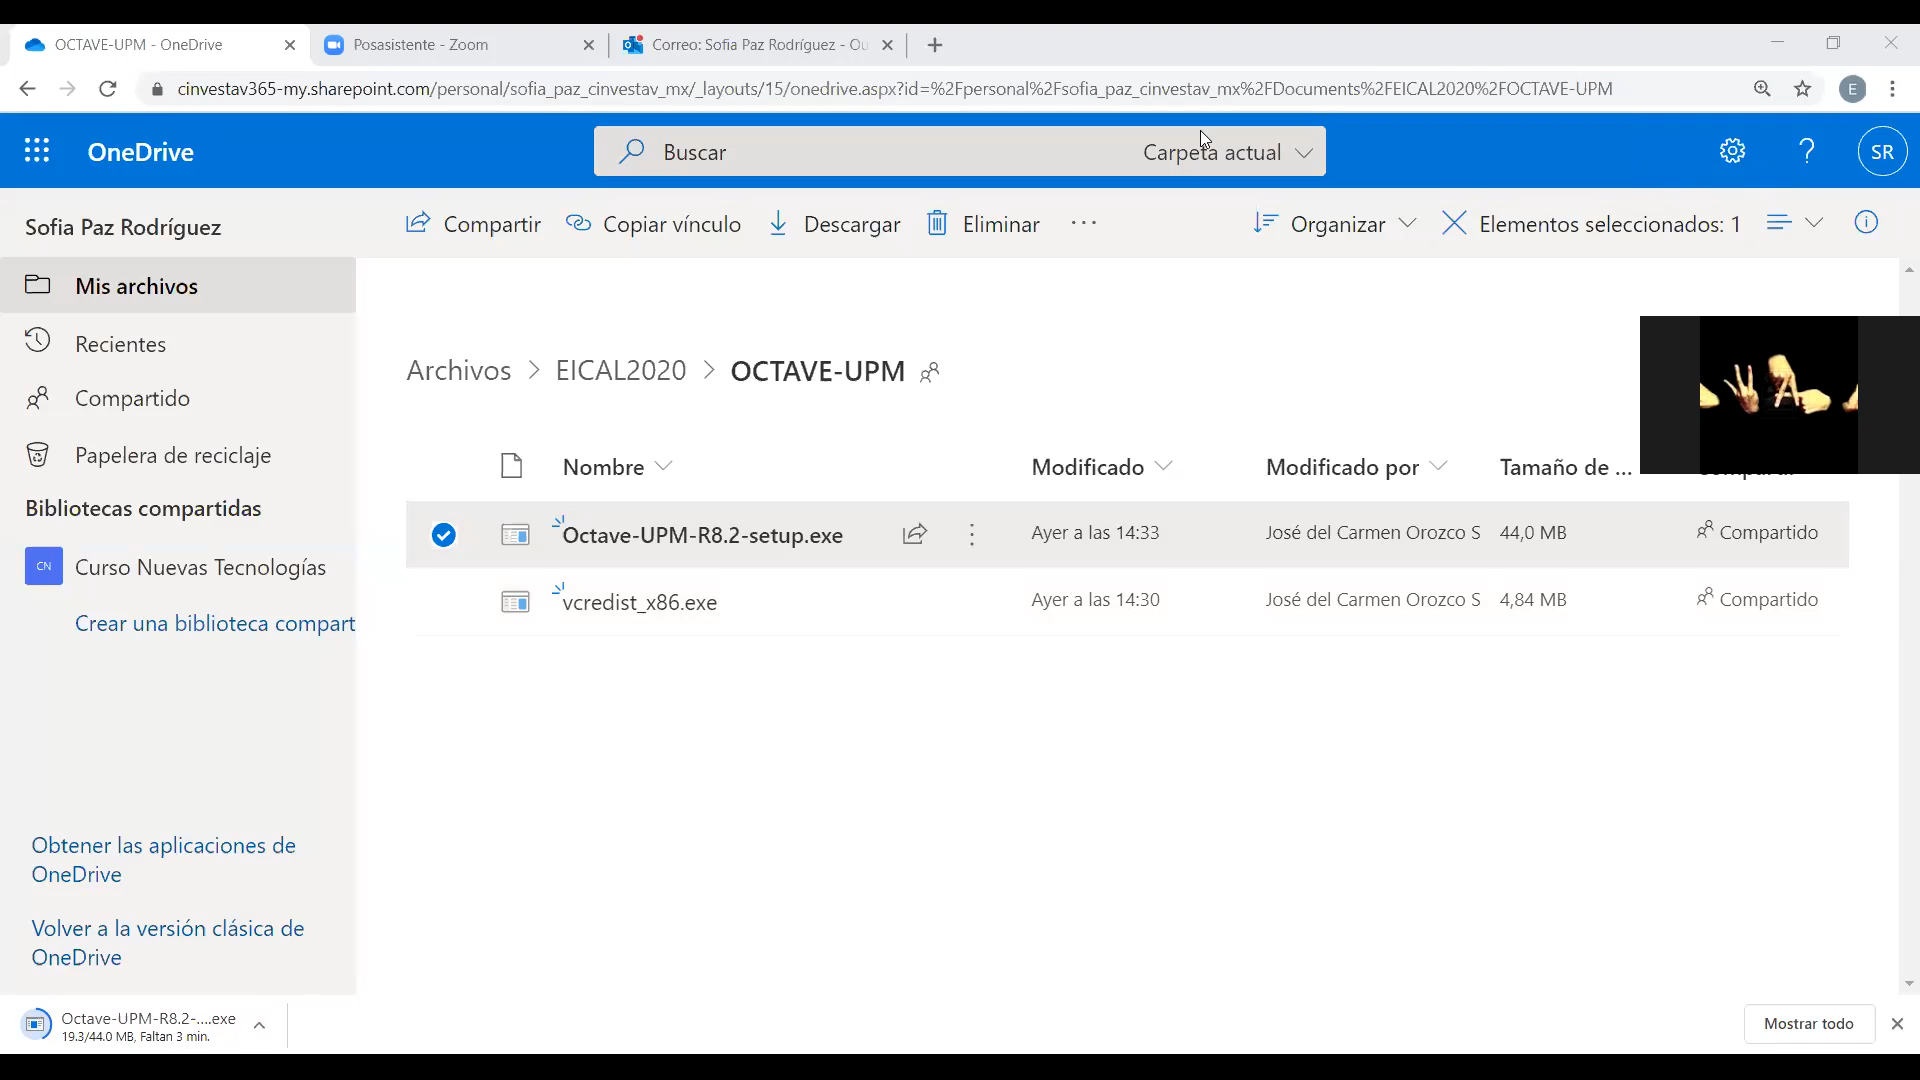 OCTAVE-UPM - OneDrive
Posasistente - Zoom
Correo: Sofia Paz Rodríguez - Ou
cinvestav365-my.sharepoint.com/personal/sofia_paz_cinvestav_mx/_layouts/15/onedrive.aspx?id=%2Fpersonal%2Fsofia_paz_cinvestav_mx%2FDocuments%2FEICAL2020%2FOCTAVE-UPM
E
OneDrive
Buscar
Carpeta actual
SR
Sofia Paz Rodríguez
Compartir
Copiar vínculo
Descargar
Eliminar
Organizar
Elementos seleccionados: 1
Mis archivos
Recientes
Compartido
Papelera de reciclaje
Bibliotecas compartidas
CN
Curso Nuevas Tecnologías
Crear una biblioteca compart
Obtener las aplicaciones de
OneDrive
Volver a la versión clásica de
OneDrive
Archivos > EICAL2020 > OCTAVE-UPM
Nombre
Modificado
Modificado por
Tamaño de ...
Octave-UPM-R8.2-setup.exe
Ayer a las 14:33
José del Carmen Orozco S
44,0 MB
Compartido
vcredist_x86.exe
Ayer a las 14:30
José del Carmen Orozco S
4,84 MB
Compartido
Octave-UPM-R8.2-....exe
19.3/44.0 MB, Faltan 3 min.
Mostrar todo